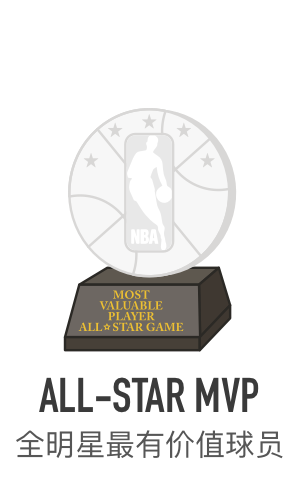 NBA
MOST
VALUABLE
PLAYER
ALL☆STAR GAME
ALL-STAR MVP
全明星最有价值球员